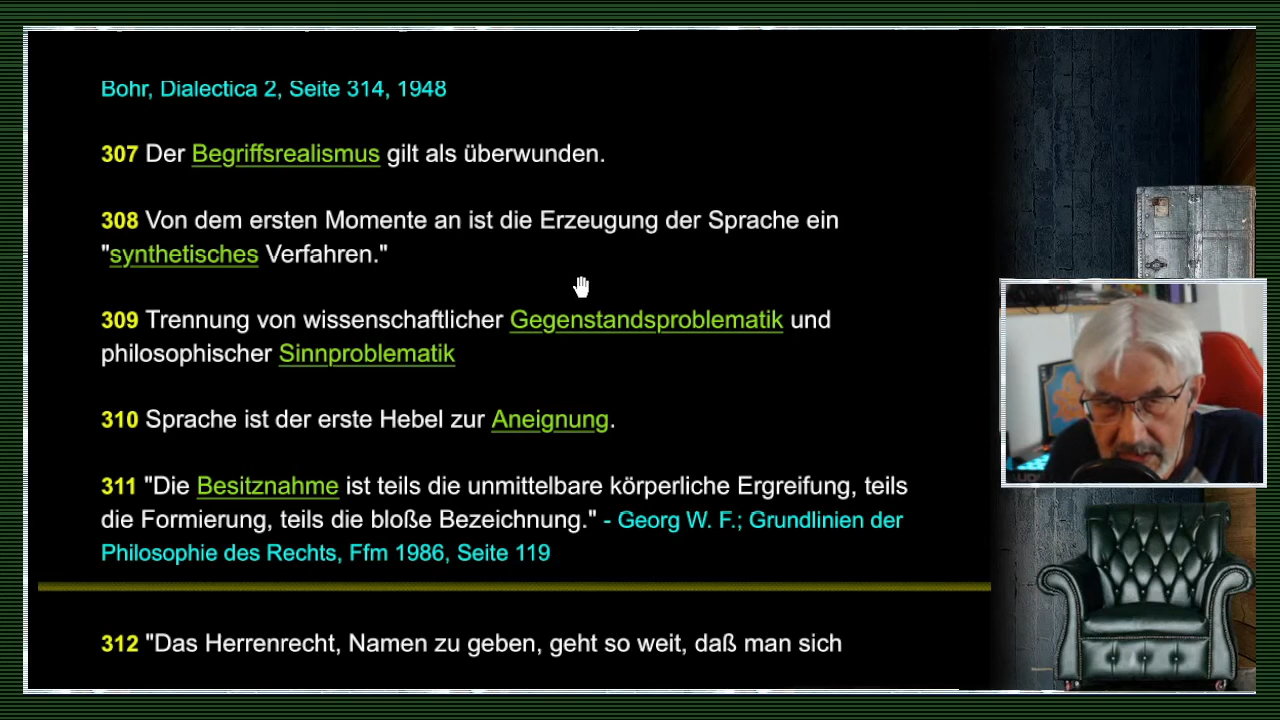 Bohr, Dialectica 2, Seite 314, 1948
307 Der Begriffsrealismus gilt als überwunden.
308 Von dem ersten Momente an ist die Erzeugung der Sprache ein
"synthetisches Verfahren."
309 Trennung von wissenschaftlicher Gegenstandsproblematik und
philosophischer Sinnproblematik
310 Sprache ist der erste Hebel zur Aneignung.
311 "Die Besitznahme ist teils die unmittelbare körperliche Ergreifung, teils
die Formierung, teils die bloße Bezeichnung." - Georg W. F.; Grundlinien der
Philosophie des Rechts, Ffm 1986, Seite 119
312 "Das Herrenrecht, Namen zu geben, geht so weit, daß man sich